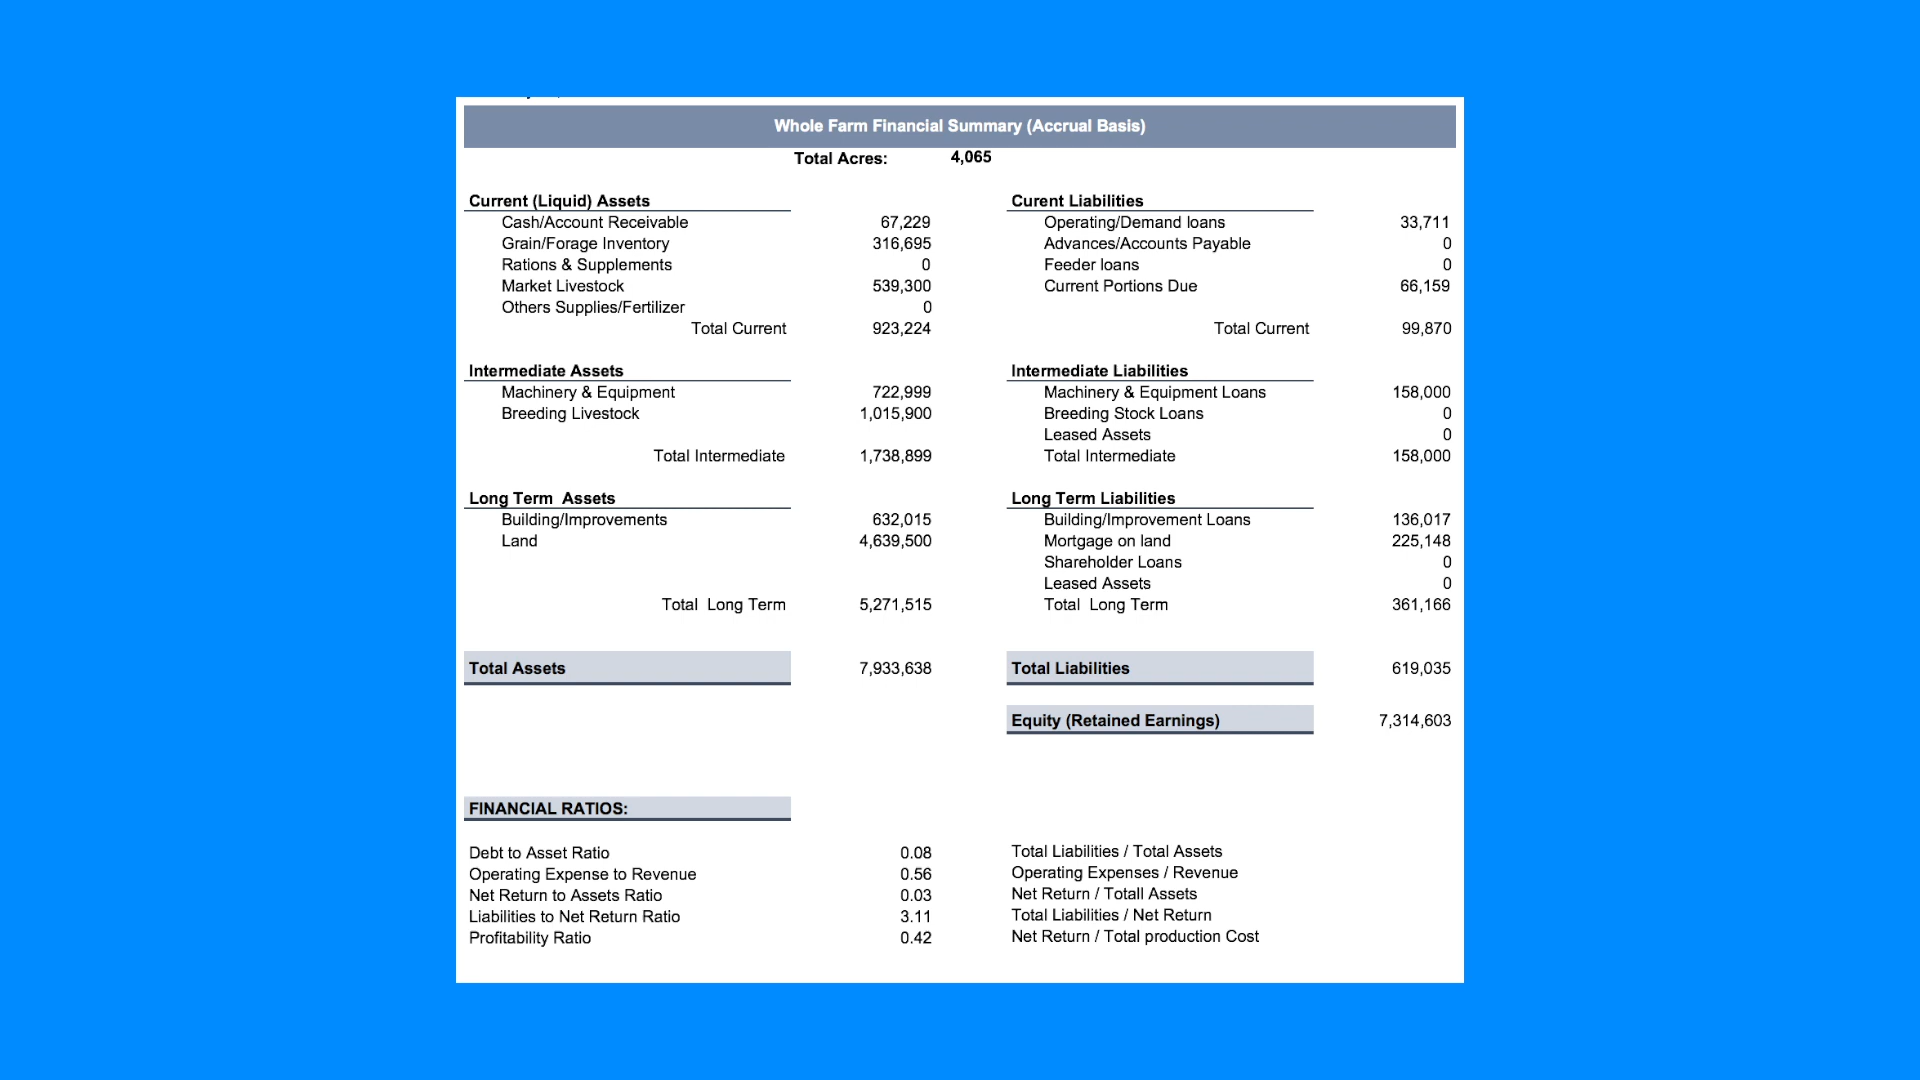 Whole Farm Financial Summary (Accrual Basis)
Total Acres: 4,065
Current (Liquid) Assets Curent Liabilities
Cash/Account Receivable 67,229 Operating/Demand loans 33,711
Grain/Forage Inventory 316,695 Advances/Accounts Payable 0
Rations & Supplements 0 Feeder loans 0
Market Livestock 539,300 Current Portions Due 66,159
Others Supplies/Fertilizer 0
Total Current 923,224 Total Current 99,870
Intermediate Assets Intermediate Liabilities
Machinery & Equipment 722,999 Machinery & Equipment Loans 158,000
Breeding Livestock 1,015,900 Breeding Stock Loans 0
Leased Assets 0
Total Intermediate 1,738,899 Total Intermediate 158,000
Long Term Assets Long Term Liabilities
Building/Improvements 632,015 Building/Improvement Loans 136,017
Land 4,639,500 Mortgage on land 225,148
Shareholder Loans 0
Leased Assets 0
Total Long Term 5,271,515 Total Long Term 361,166
Total Assets 7,933,638 Total Liabilities 619,035
Equity (Retained Earnings) 7,314,603
FINANCIAL RATIOS:
Debt to Asset Ratio 0.08 Total Liabilities / Total Assets
Operating Expense to Revenue 0.56 Operating Expenses / Revenue
Net Return to Assets Ratio 0.03 Net Return / Totall Assets
Liabilities to Net Return Ratio 3.11 Total Liabilities / Net Return
Profitability Ratio 0.42 Net Return / Total production Cost